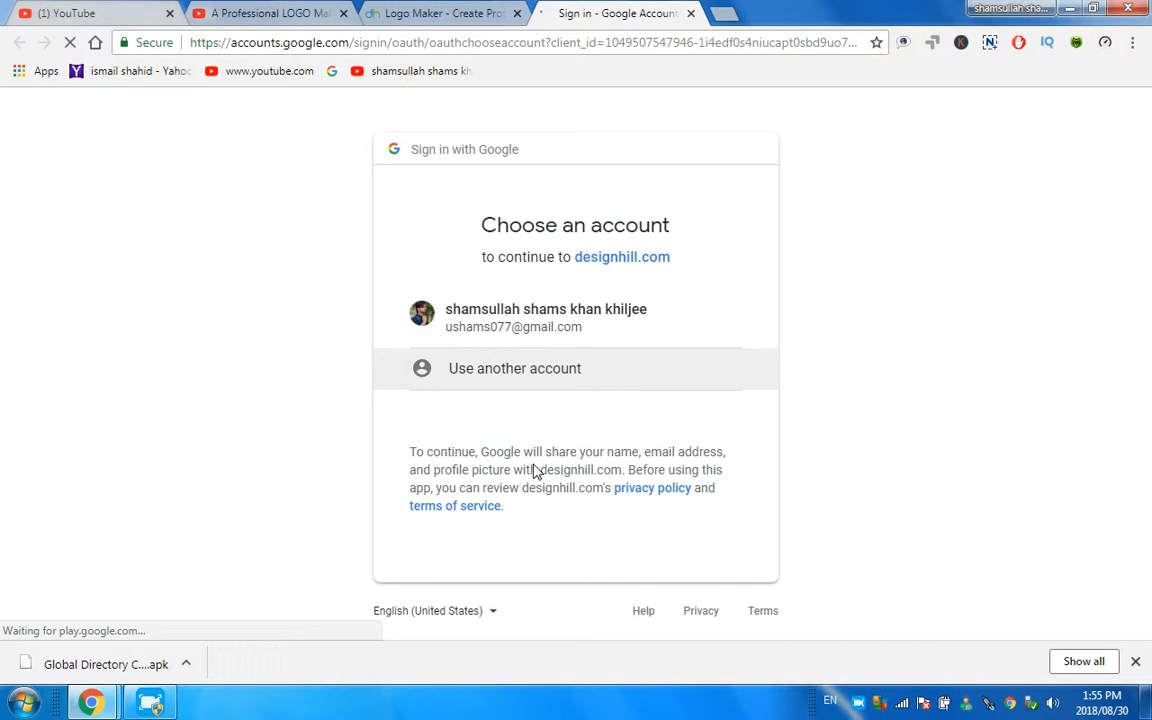 (1) YouTube
A Professional LOGO Ma
Logo Maker - Create Pro
Sign in - Google Account
shamsullah sha...
Secure
https://accounts.google.com/signin/oauth/oauthchooseaccount?client_id=1049507547946-1i4edf0s4niucapt0sbd9uo7...
Apps
ismail shahid - Yahoo
www.youtube.com
shamsullah shams kh
Sign in with Google
Choose an account
to continue to designhill.com
shamsullah shams khan khiljee
ushams077@gmail.com
Use another account
To continue, Google will share your name, email address,
and profile picture with designhill.com. Before using this
app, you can review designhill.com's privacy policy and
terms of service.
English (United States)
Help
Privacy
Terms
Waiting for play.google.com...
Global Directory C....apk
Show all
EN
1:55 PM
2018/08/30